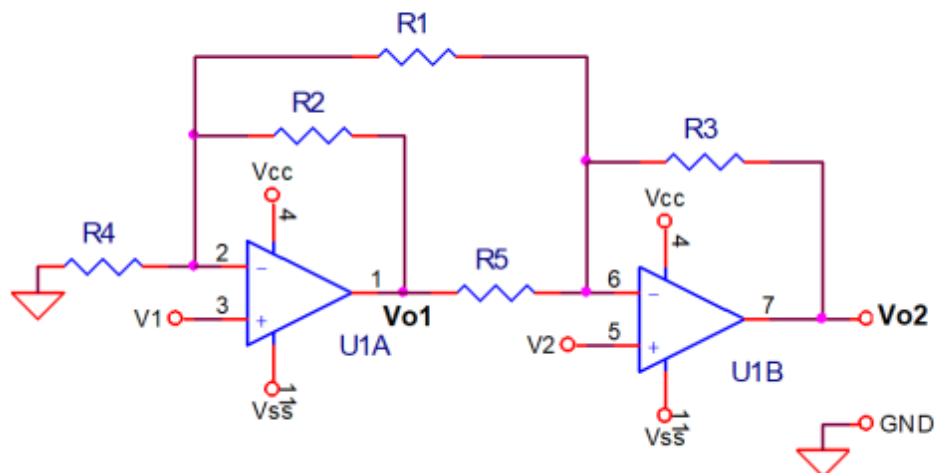 R1
R2
R3
Vcc
4
Vcc
4
R4
2
−
1
R5
6
−
7
Vo2
V1
3
+
Vo1
V2
5
+
U1A
U1B
11
Vss
11
Vss
GND